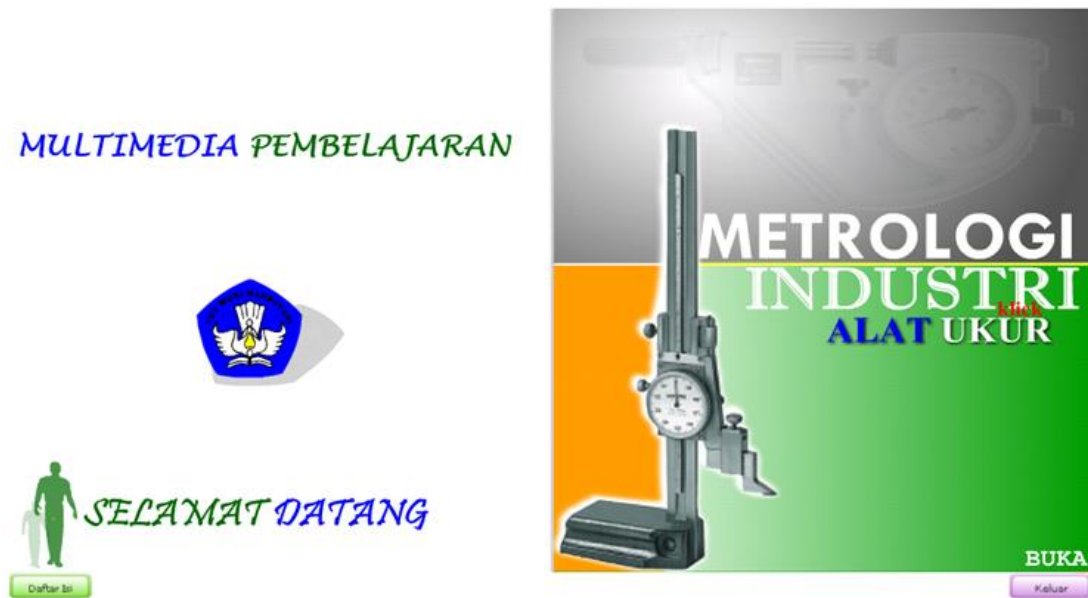 MULTIMEDIA PEMBELAJARAN
SELAMAT DATANG
Daftar Isi
METROLOGI
INDUSTRI
klick
ALAT UKUR
BUKA
Keluar